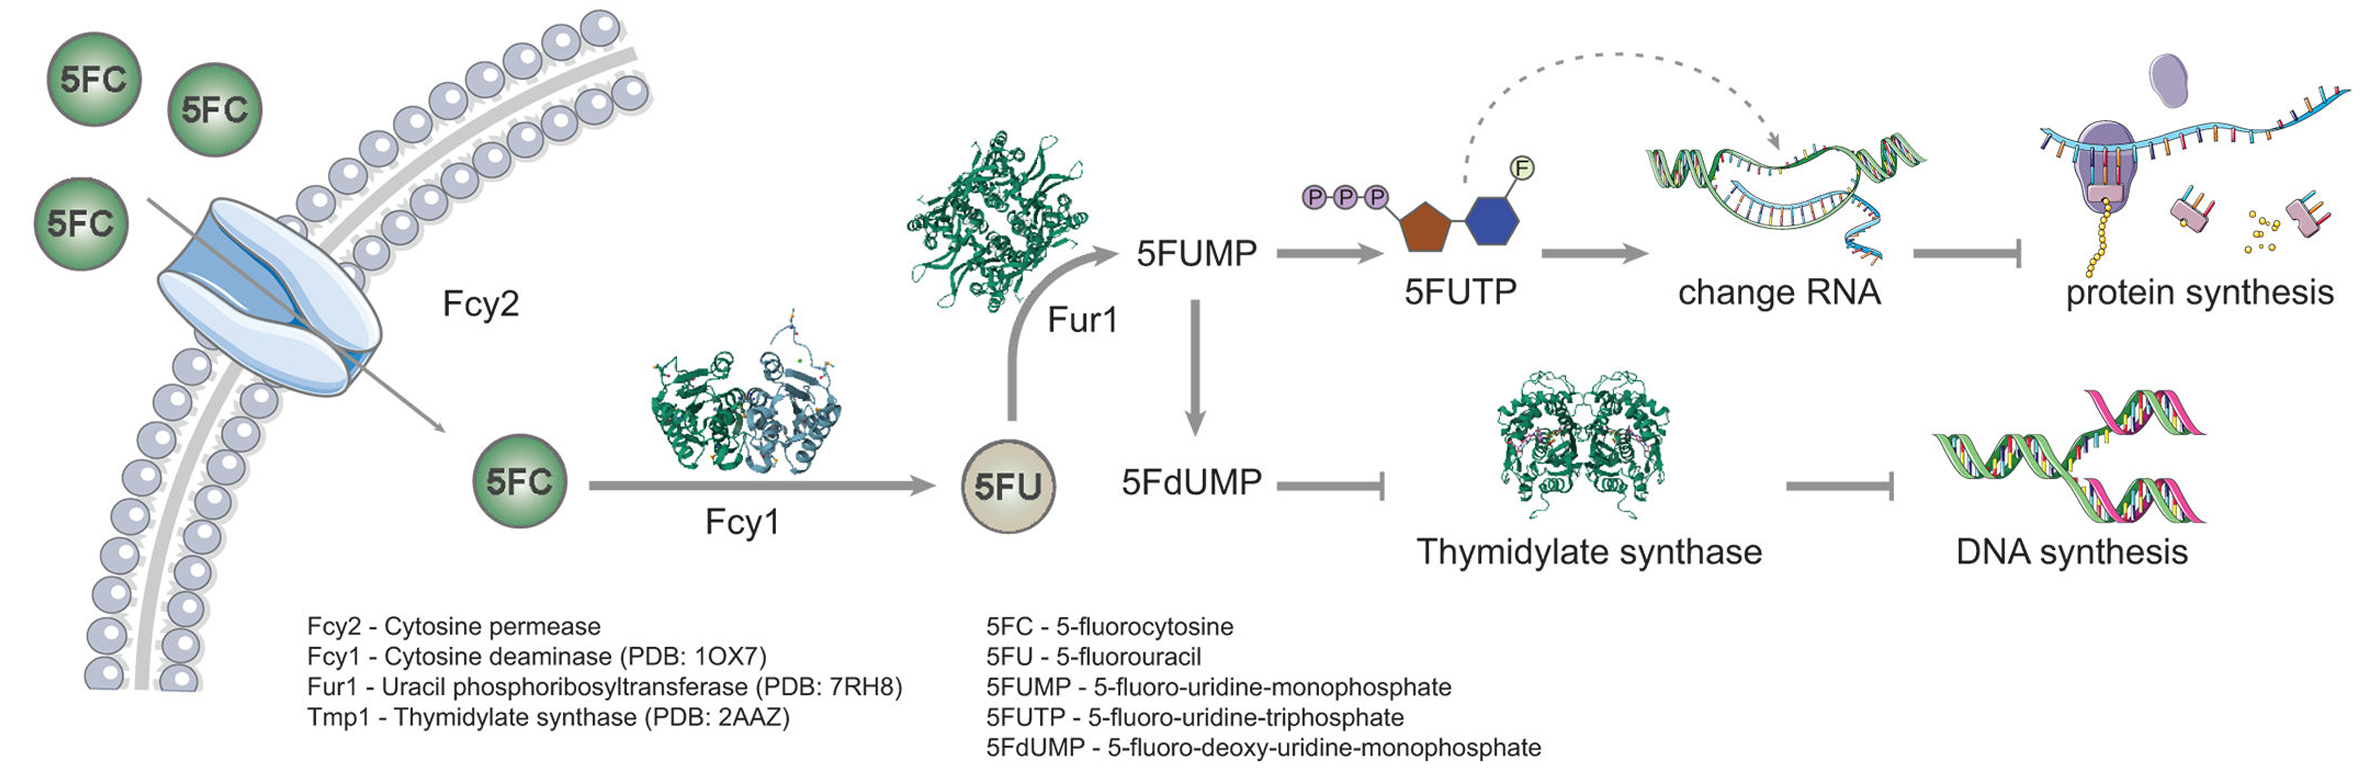 5FC
5FC
5FC
Fcy2
5FC
Fcy1
5FU
Fur1
5FUMP
P P P
F
5FUTP
change RNA
protein synthesis
5FdUMP
Thymidylate synthase
DNA synthesis
Fcy2 - Cytosine permease
Fcy1 - Cytosine deaminase (PDB: 1OX7)
Fur1 - Uracil phosphoribosyltransferase (PDB: 7RH8)
Tmp1 - Thymidylate synthase (PDB: 2AAZ)
5FC - 5-fluorocytosine
5FU - 5-fluorouracil
5FUMP - 5-fluoro-uridine-monophosphate
5FUTP - 5-fluoro-uridine-triphosphate
5FdUMP - 5-fluoro-deoxy-uridine-monophosphate